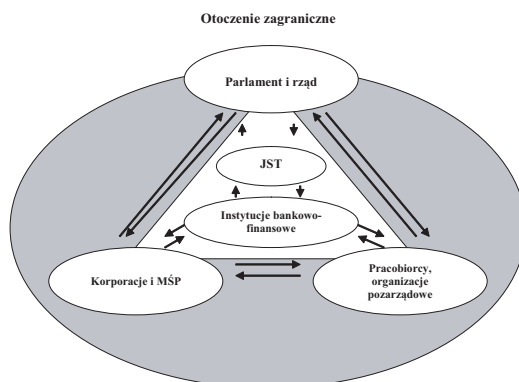 Otoczenie zagraniczne
Parlament i rząd
JST
Instytucje bankowo-
finansowe
Korporacje i MŚP
Pracobiorcy,
organizacje
pozarządowe